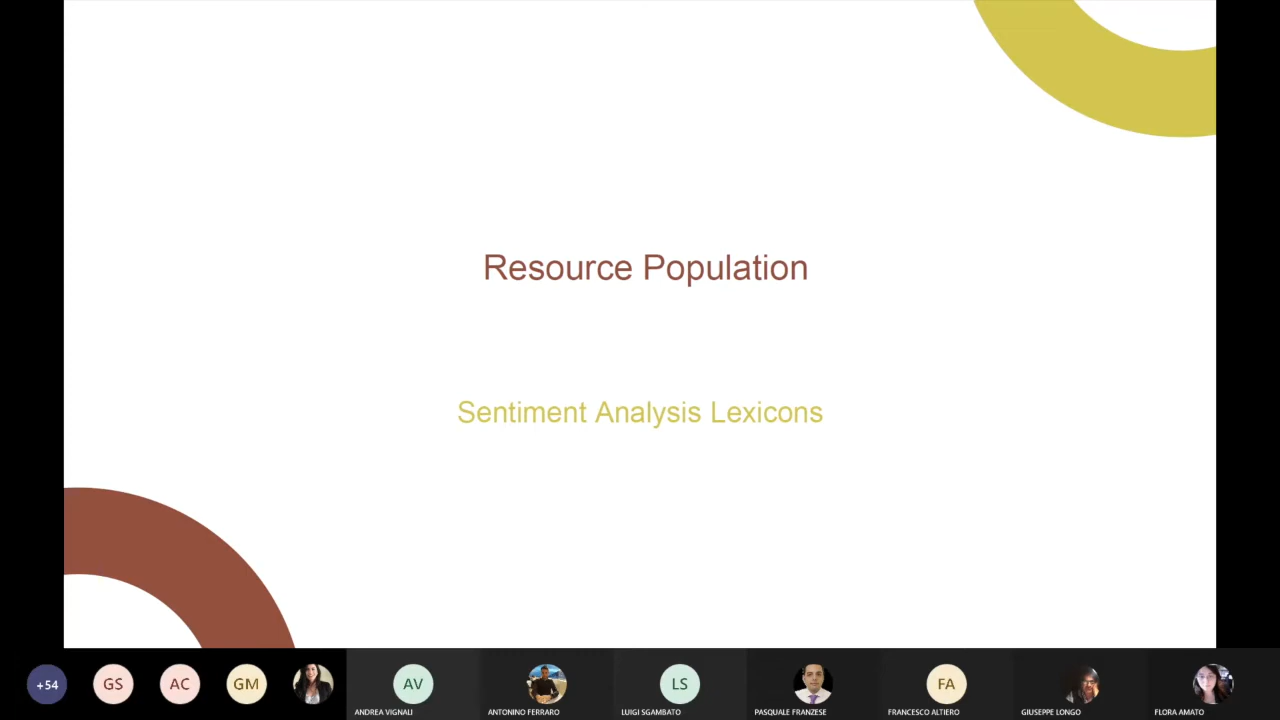 Resource Population
Sentiment Analysis Lexicons
+54
GS
AC
GM
AV
LS
FA
ANDREA VIGNALI
ANTONINO FERRARO
LUIGI SGAMBATO
PASQUALE FRANZESE
FRANCESCO ALTIERO
GIUSEPPE LONGO
FLORA AMATO